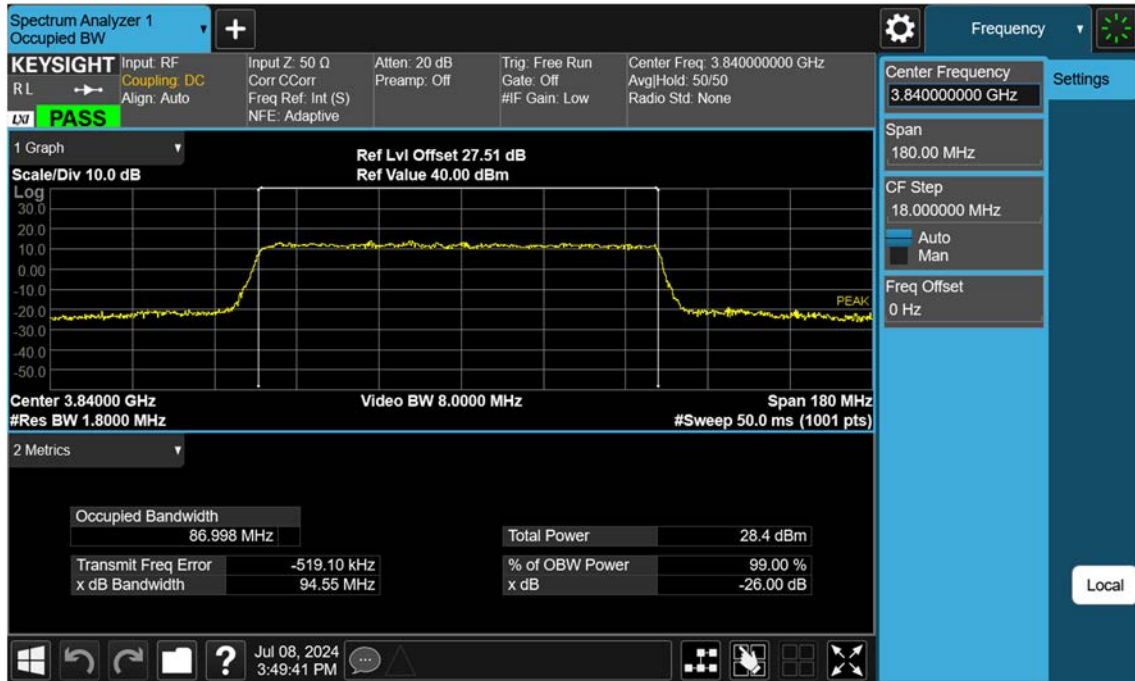 Spectrum Analyzer 1
Occupied BW
Frequency
KEYSIGHT
R L
LXI PASS
Input: RF
Coupling: DC
Align: Auto
Input Z: 50 Ω
Corr CCorr
Freq Ref: Int (S)
NFE: Adaptive
Atten: 20 dB
Preamp: Off
Trig: Free Run
Gate: Off
#IF Gain: Low
Center Freq: 3.840000000 GHz
Avg|Hold: 50/50
Radio Std: None
1 Graph
Scale/Div 10.0 dB
Ref Lvl Offset 27.51 dB
Ref Value 40.00 dBm
Log
30.0
20.0
10.0
0.00
-10.0
-20.0
-30.0
-40.0
-50.0
PEAK
Center 3.84000 GHz
#Res BW 1.8000 MHz
Video BW 8.0000 MHz
Span 180 MHz
#Sweep 50.0 ms (1001 pts)
2 Metrics
Occupied Bandwidth
86.998 MHz
Transmit Freq Error -519.10 kHz
x dB Bandwidth 94.55 MHz
Total Power 28.4 dBm
% of OBW Power 99.00 %
x dB -26.00 dB
Center Frequency
3.840000000 GHz
Span
180.00 MHz
CF Step
18.000000 MHz
Auto
Man
Freq Offset
0 Hz
Settings
Local
?
Jul 08, 2024
3:49:41 PM